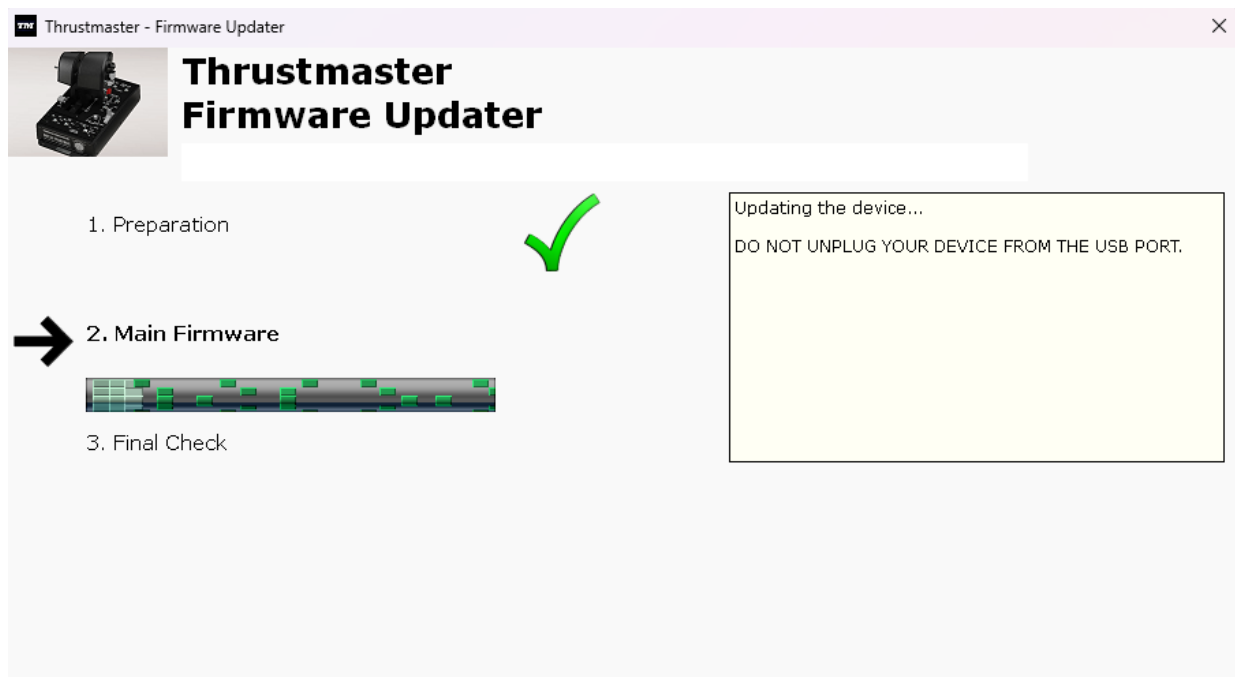 TM Thrustmaster - Firmware Updater
Thrustmaster
Firmware Updater
1. Preparation
Updating the device...
DO NOT UNPLUG YOUR DEVICE FROM THE USB PORT.
2. Main Firmware
3. Final Check